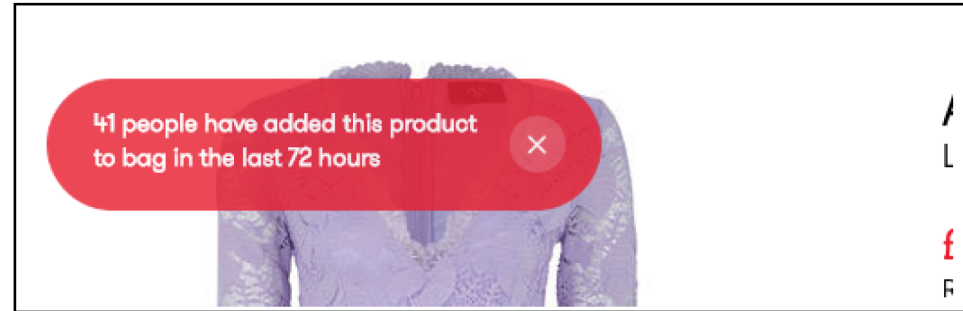 41 people have added this product
to bag in the last 72 hours
£